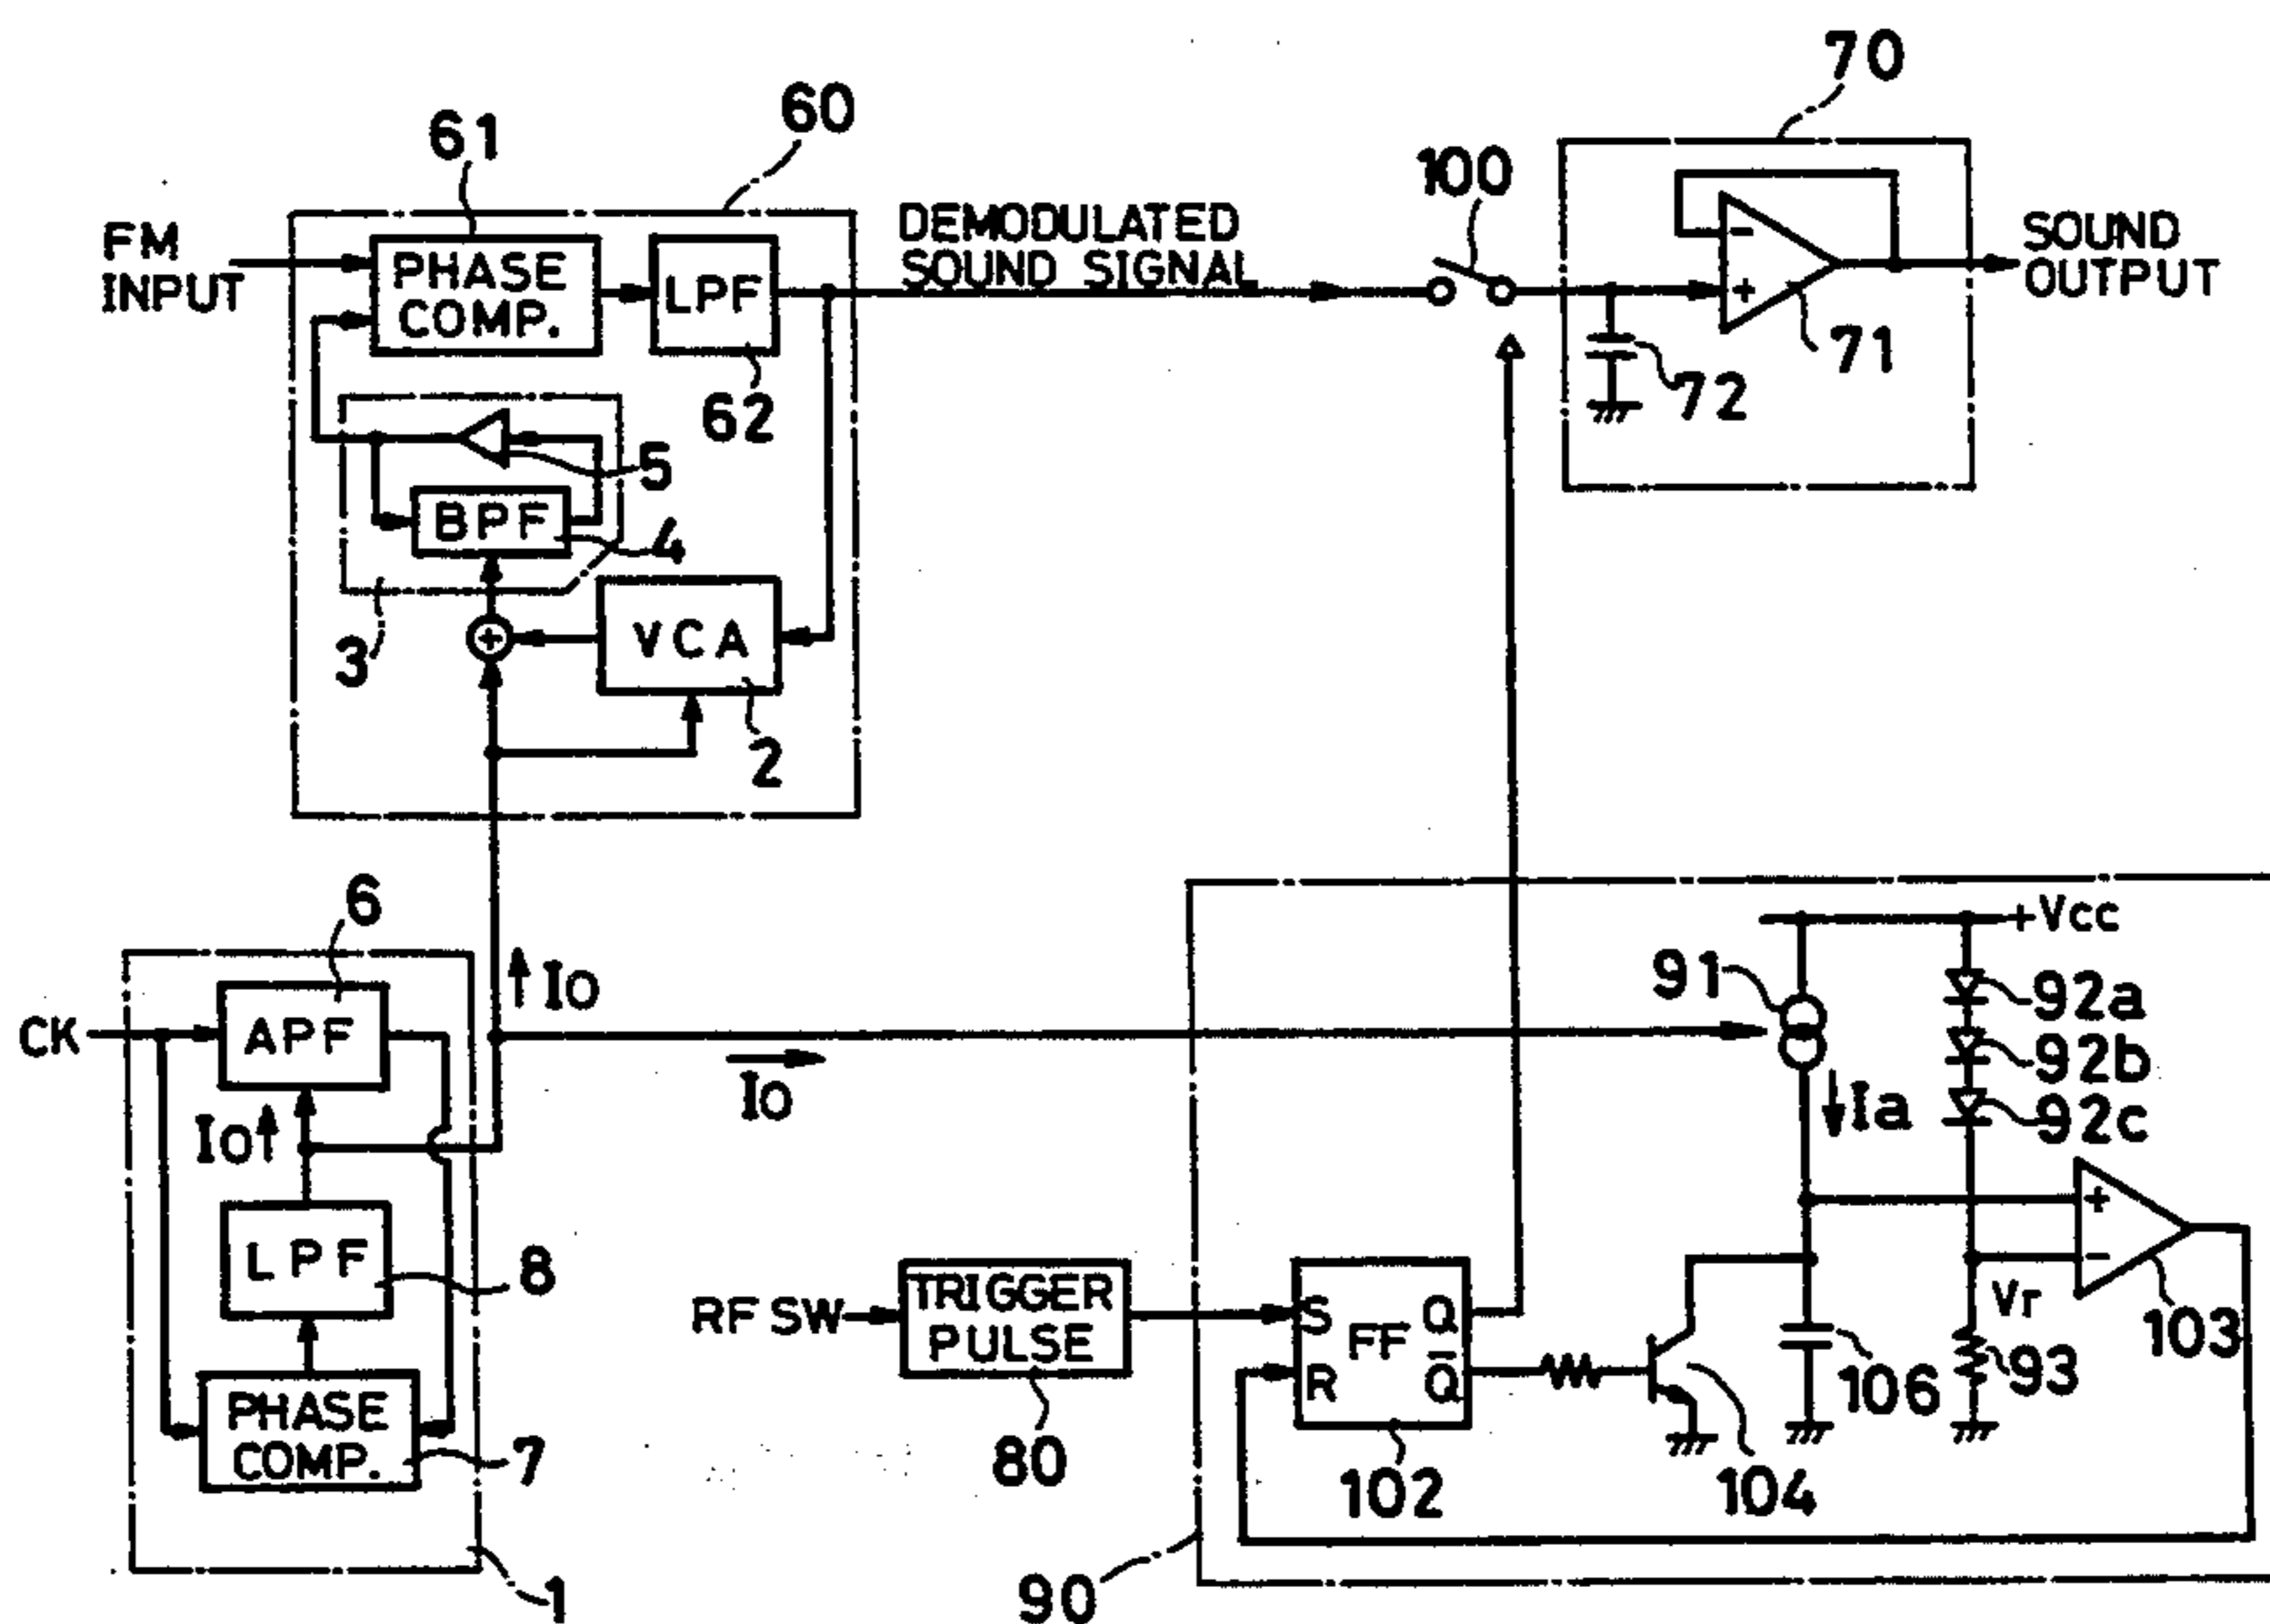 70
60
61
100
FM
INPUT
PHASE
COMP.
LPF
DEMODULATED
SOUND SIGNAL
-
+
SOUND
OUTPUT
71
72
62
5
BPF
4
+
VCA
3
2
6
APF
CK
Io
Io
Io
LPF
8
PHASE
COMP.
7
1
RF SW
TRIGGER
PULSE
80
90
S
R
FF
Q
Q̅
102
104
91
+Vcc
92a
92b
92c
Ia
+
-
Vr
103
106
93